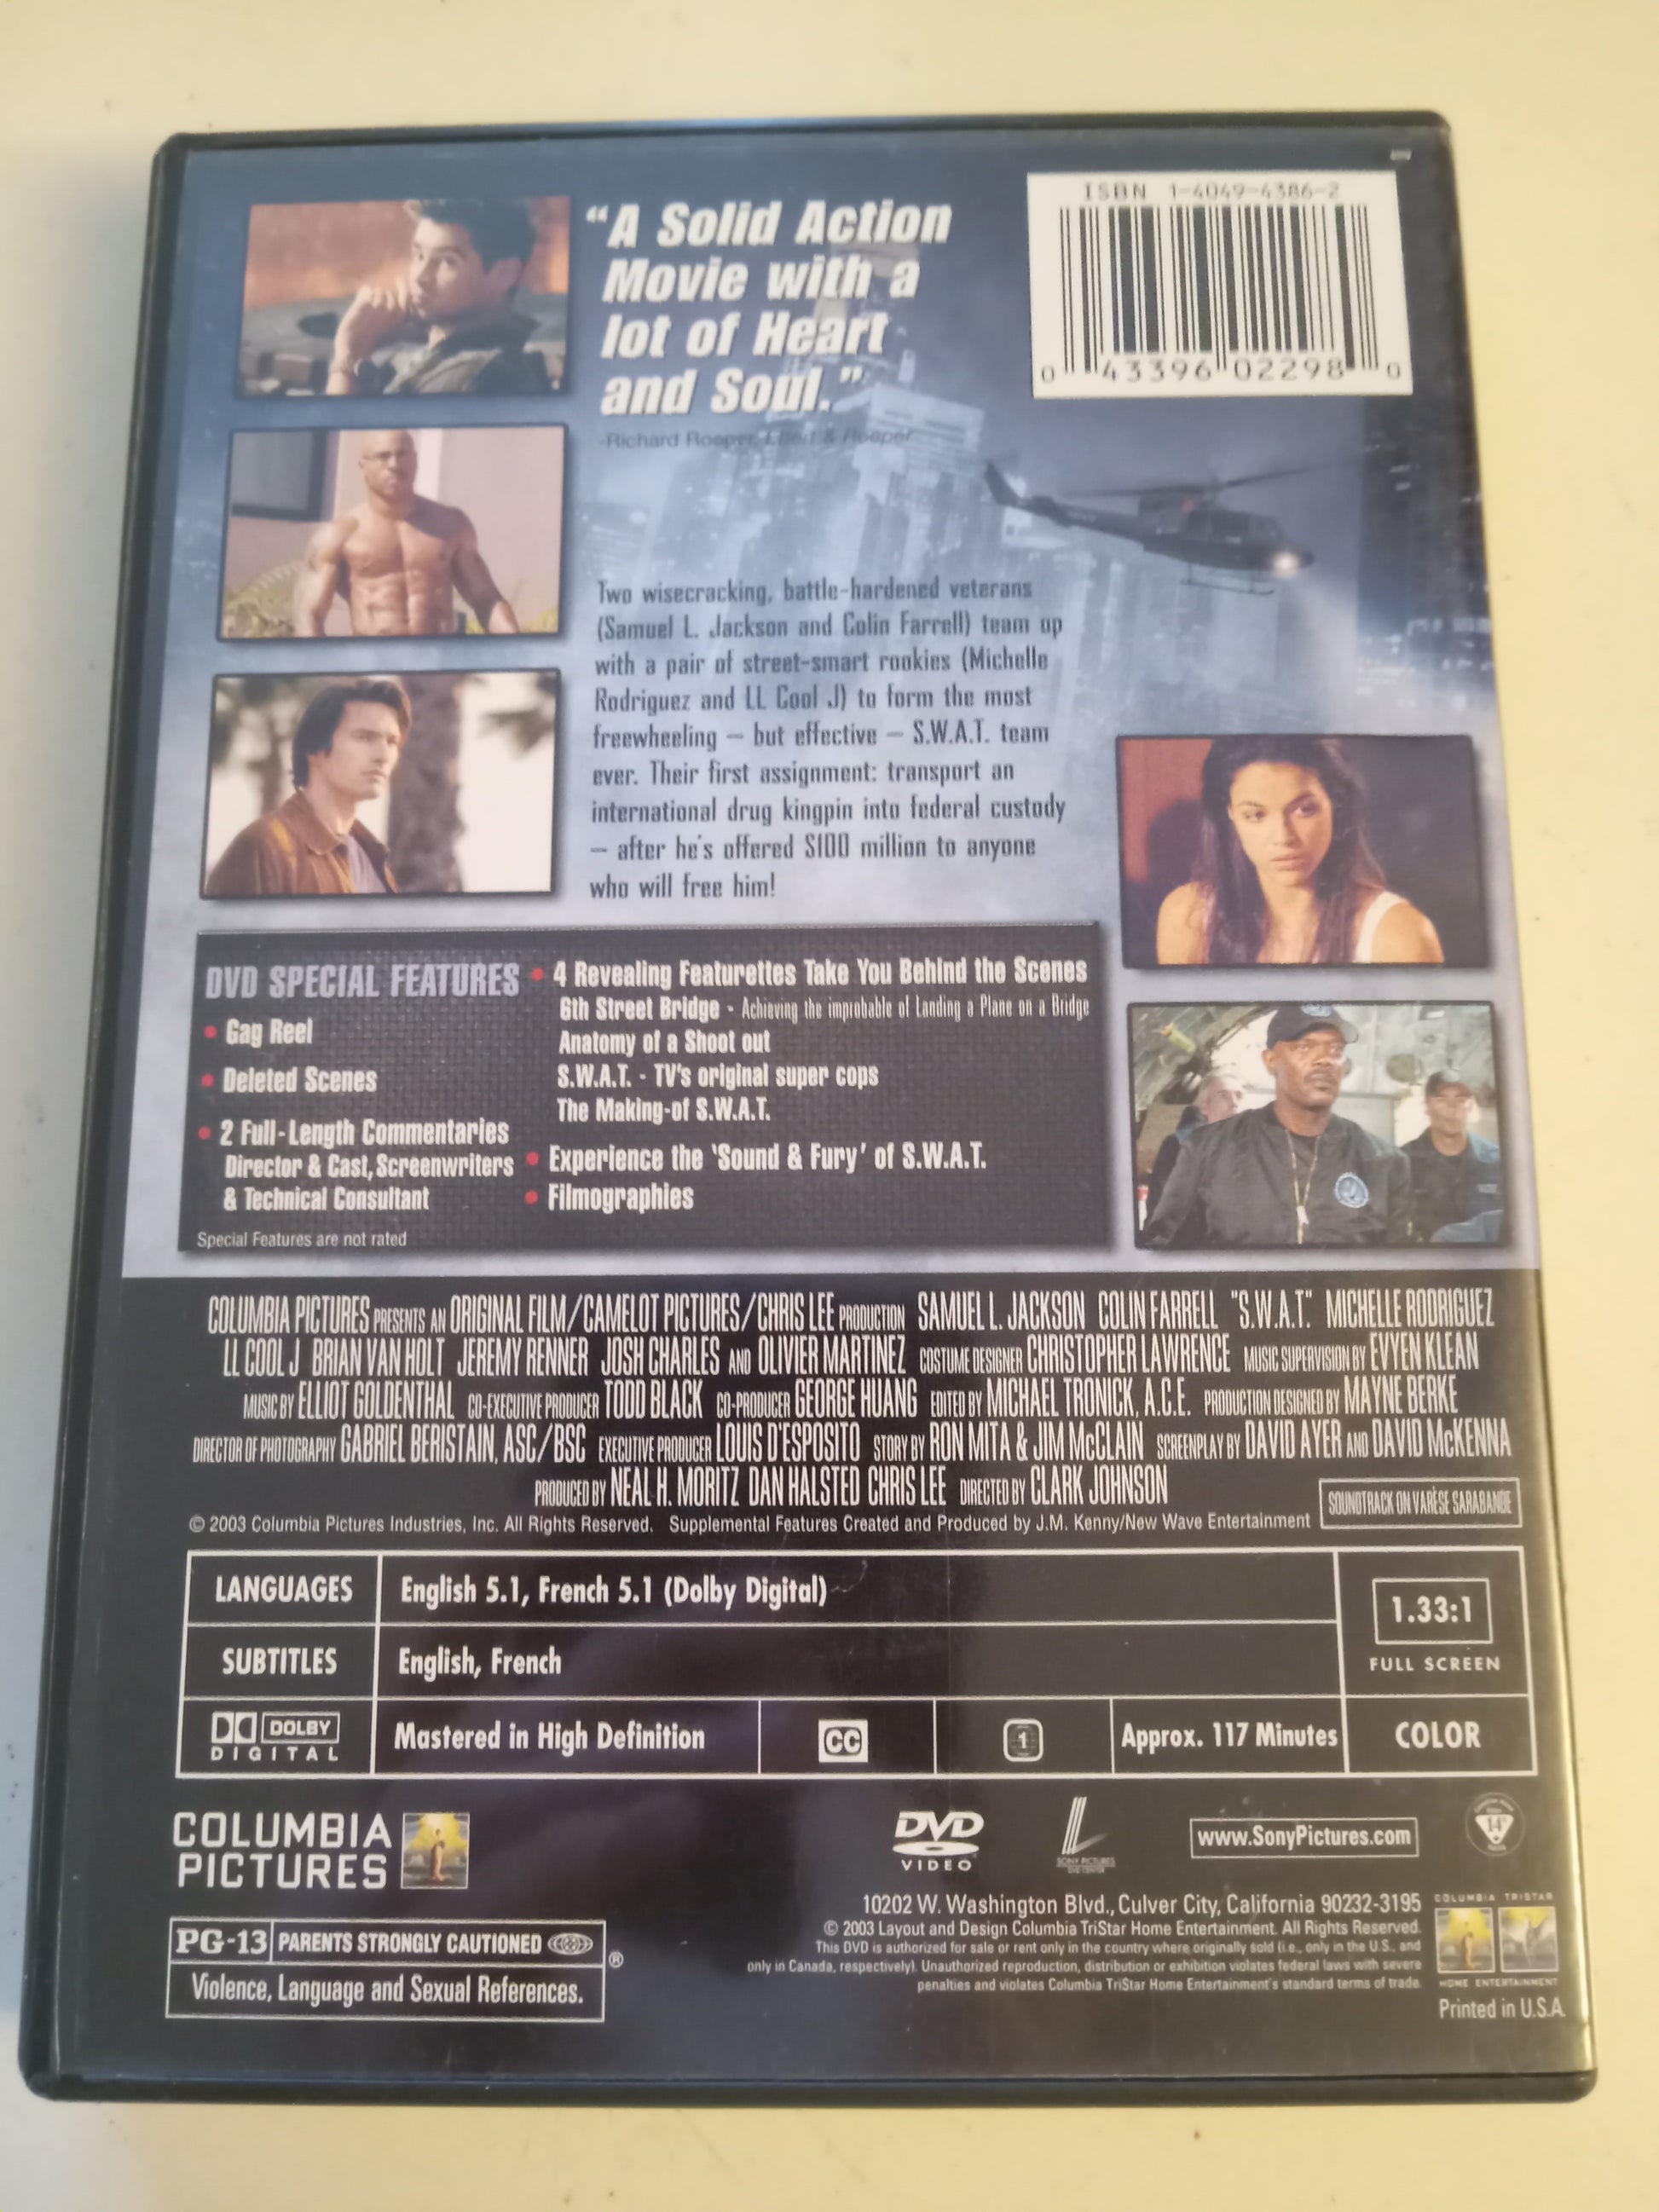 ISBN 1-4049-4386-2
0 43396 02298 0
"A Solid Action
Movie with a
lot of Heart
and Soul."
-Richard Roeper, Ebert & Roeper
Two wisecracking, battle-hardened veterans
(Samuel L. Jackson and Colin Farrell) team up
with a pair of street-smart rookies (Michelle
Rodriguez and LL Cool J) to form the most
freewheeling – but effective – S.W.A.T. team
ever. Their first assignment: transport an
international drug kingpin into federal custody
– after he's offered $100 million to anyone
who will free him!
DVD SPECIAL FEATURES
• Gag Reel
• Deleted Scenes
• 2 Full-Length Commentaries
Director & Cast, Screenwriters
& Technical Consultant
• 4 Revealing Featurettes Take You Behind the Scenes
6th Street Bridge - Achieving the improbable of Landing a Plane on a Bridge
Anatomy of a Shoot out
S.W.A.T. - TV's original super cops
The Making-of S.W.A.T.
• Experience the 'Sound & Fury' of S.W.A.T.
• Filmographies
Special Features are not rated
COLUMBIA PICTURES PRESENTS AN ORIGINAL FILM/CAMELOT PICTURES/CHRIS LEE PRODUCTION SAMUEL L. JACKSON COLIN FARRELL "S.W.A.T." MICHELLE RODRIGUEZ
LL COOL J BRIAN VAN HOLT JEREMY RENNER JOSH CHARLES AND OLIVIER MARTINEZ COSTUME DESIGNER CHRISTOPHER LAWRENCE MUSIC SUPERVISION BY EVYEN KLEAN
MUSIC BY ELLIOT GOLDENTHAL CO-EXECUTIVE PRODUCER TODD BLACK CO-PRODUCER GEORGE HUANG EDITED BY MICHAEL TRONICK, A.C.E. PRODUCTION DESIGNED BY MAYNE BERKE
DIRECTOR OF PHOTOGRAPHY GABRIEL BERISTAIN, ASC/BSC EXECUTIVE PRODUCER LOUIS D'ESPOSITO STORY BY RON MITA & JIM McCLAIN SCREENPLAY BY DAVID AYER AND DAVID McKENNA
PRODUCED BY NEAL H. MORITZ DAN HALSTED CHRIS LEE DIRECTED BY CLARK JOHNSON
SOUNDTRACK ON VARÈSE SARABANDE
© 2003 Columbia Pictures Industries, Inc. All Rights Reserved. Supplemental Features Created and Produced by J.M. Kenny/New Wave Entertainment
LANGUAGES English 5.1, French 5.1 (Dolby Digital)
1.33:1
FULL SCREEN
SUBTITLES English, French
DOLBY
DIGITAL
Mastered in High Definition CC 1 Approx. 117 Minutes COLOR
COLUMBIA
PICTURES
DVD
VIDEO
SONY PICTURES
DVD CENTER
www.SonyPictures.com
14
PG-13 PARENTS STRONGLY CAUTIONED ®
Violence, Language and Sexual References.
10202 W. Washington Blvd., Culver City, California 90232-3195
© 2003 Layout and Design Columbia TriStar Home Entertainment. All Rights Reserved.
This DVD is authorized for sale or rent only in the country where originally sold (i.e., only in the U.S., and
only in Canada, respectively). Unauthorized reproduction, distribution or exhibition violates federal laws with severe
penalties and violates Columbia TriStar Home Entertainment's standard terms of trade.
COLUMBIA TRISTAR
HOME ENTERTAINMENT
Printed in U.S.A.